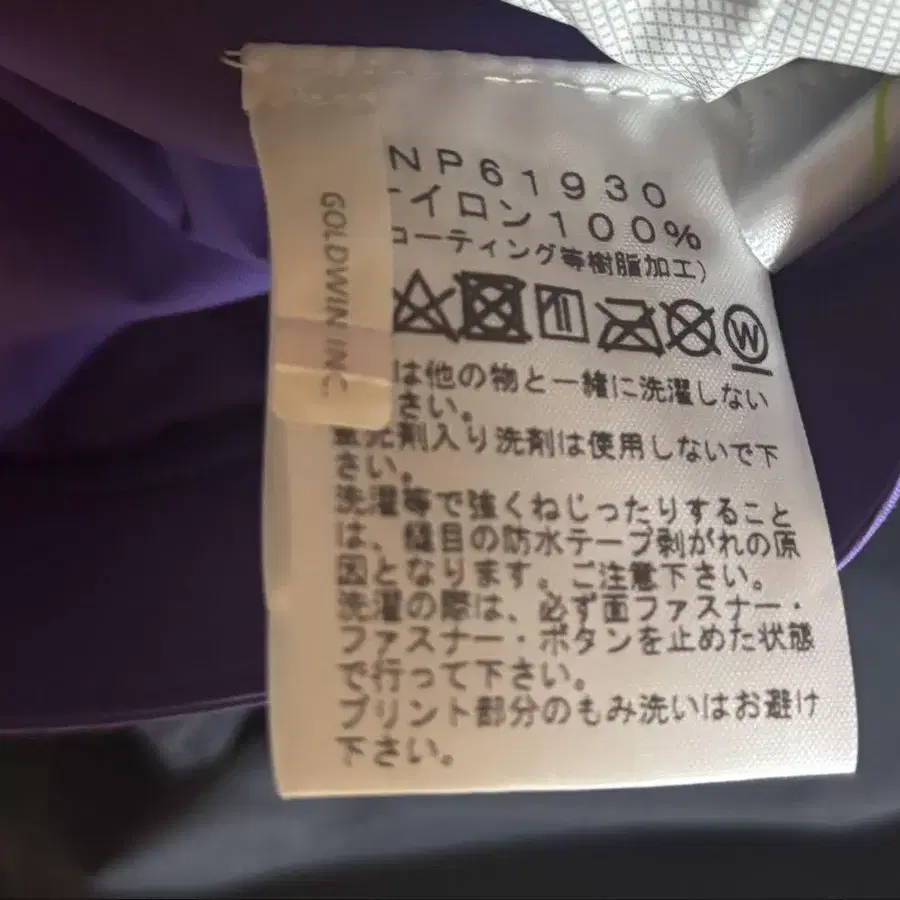 NP61930
ナイロン100%
コーティング等樹脂加工)
GOLDWIN INC.
W
は他の物と一緒に洗濯しない
さい。
剤入り洗剤は使用しないで下
さい。
洗濯等で強くねじったりすること
は、縫目の防水テープ剥がれの原
因となります。ご注意下さい。
洗濯の際は、必ず面ファスナー・
ファスナー・ボタンを止めた状態
で行って下さい。
プリント部分のもみ洗いはお避け
下さい。